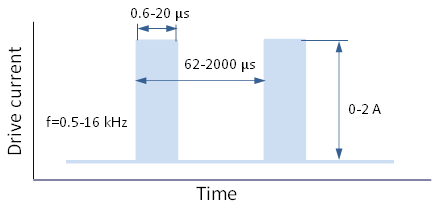 0.6-20 µs
62-2000 µs
0-2 A
f=0.5-16 kHz
Drive current
Time